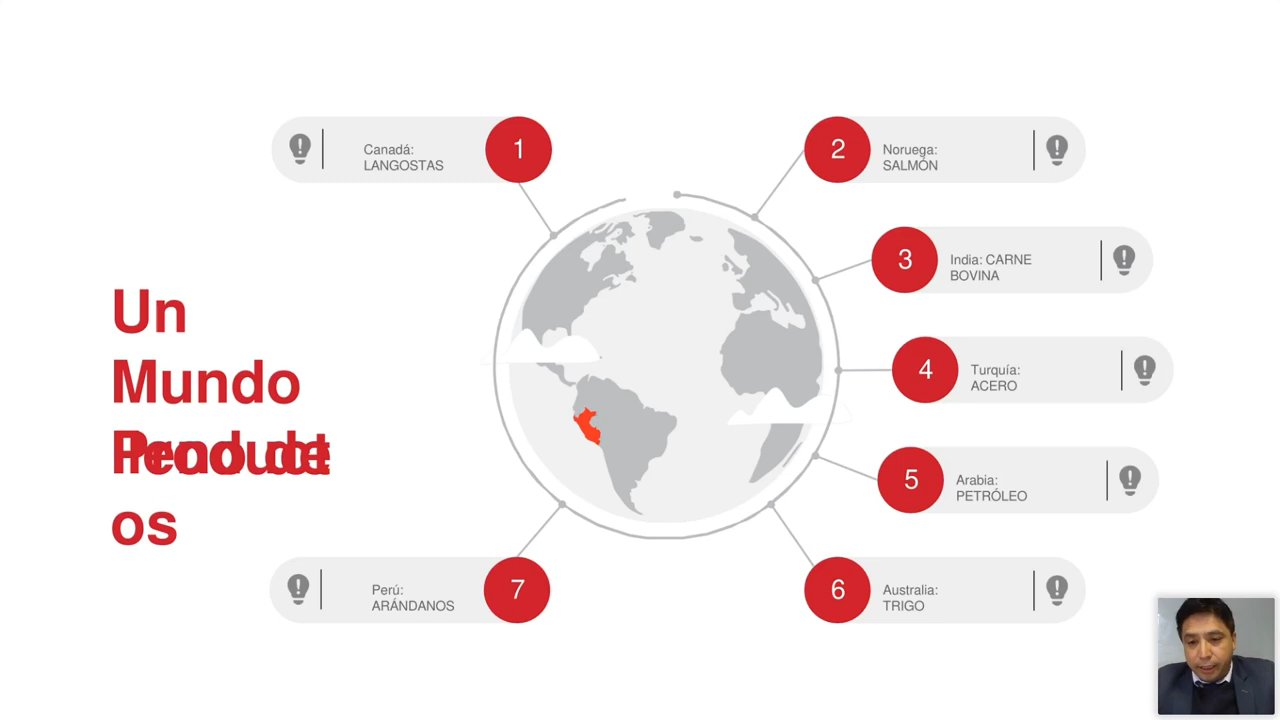 Un
Mundo
os
1
Canadá:
LANGOSTAS
2
Noruega:
SALMÓN
3
India: CARNE
BOVINA
4
Turquía:
ACERO
5
Arabia:
PETRÓLEO
6
Australia:
TRIGO
7
Perú:
ARÁNDANOS